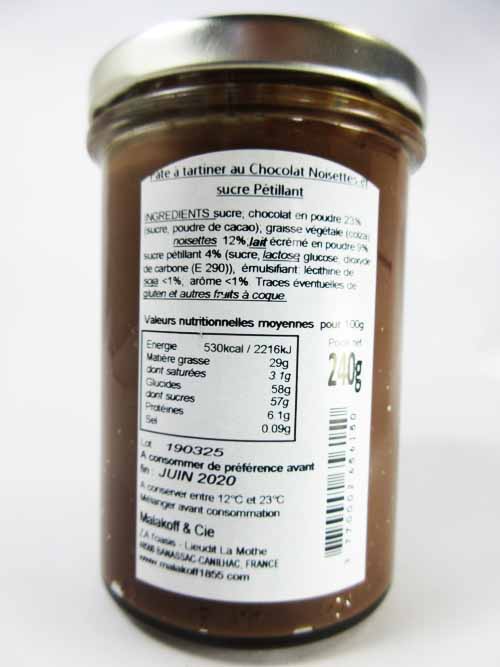 Pâte à tartiner au Chocolat Noisettes et
sucre Pétillant
INGREDIENTS sucre, chocolat en poudre 23%
(sucre, poudre de cacao), graisse végétale (colza)
noisettes 12%, lait écrémé en poudre 9%
sucre pétillant 4% (sucre, lactose glucose, dioxyde
de carbone (E 290)), émulsifiant lécithine de
soja <1%, arôme <1% Traces éventuelles de
gluten et autres fruits à coque
Valeurs nutritionnelles moyennes pour 100g
Energie 530kcal / 2216kJ
Matière grasse 29g
dont saturées 3.1g
Glucides 58g
dont sucres 57g
Protéines 6.1g
Sel 0.09g
Poids net
240g
Lot 190325
A consommer de préférence avant
fin : JUIN 2020
A conserver entre 12°C et 23°C
Mélanger avant consommation
Malakoff & Cie
ZA - Lieudit La Mothe
48500 BANASSAC-CANILHAC, FRANCE
www.malakoff1855.com